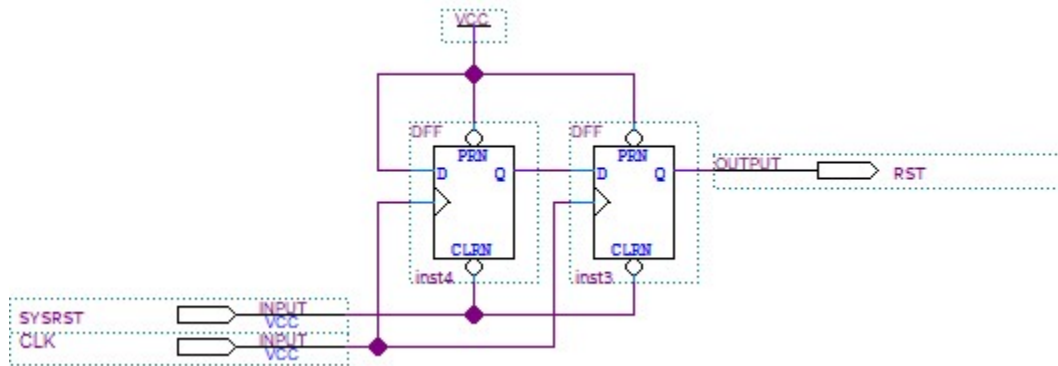 VCC
DFF DFF
PRN PRN
D Q D Q
OUTPUT RST
CLRN CLRN
inst4 inst3
SYSRST INPUT
VCC
CLK INPUT
VCC